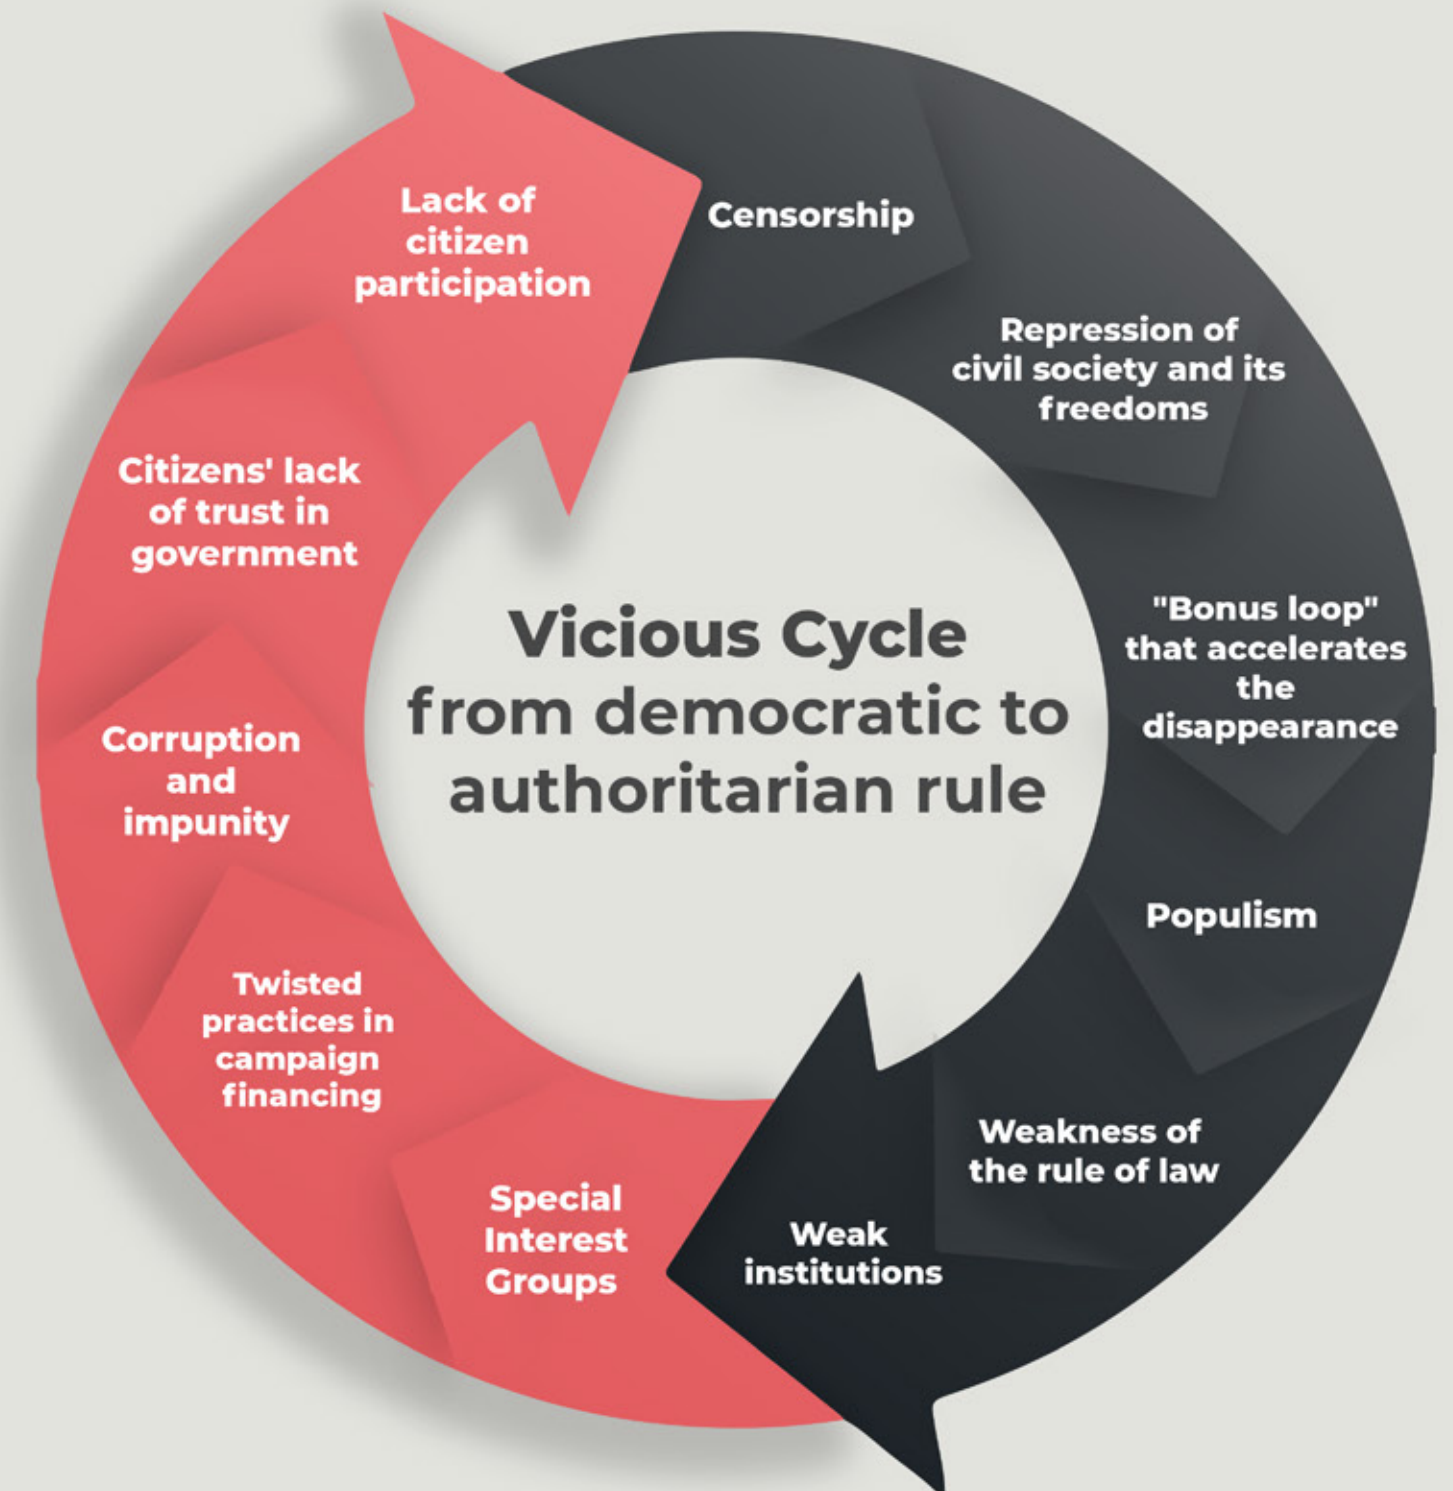 Vicious Cycle
from democratic to
authoritarian rule
Censorship
Repression of
civil society and its
freedoms
"Bonus loop"
that accelerates
the
disappearance
Populism
Weakness of
the rule of law
Weak
institutions
Special
Interest
Groups
Twisted
practices in
campaign
financing
Corruption
and
impunity
Citizens' lack
of trust in
government
Lack of
citizen
participation